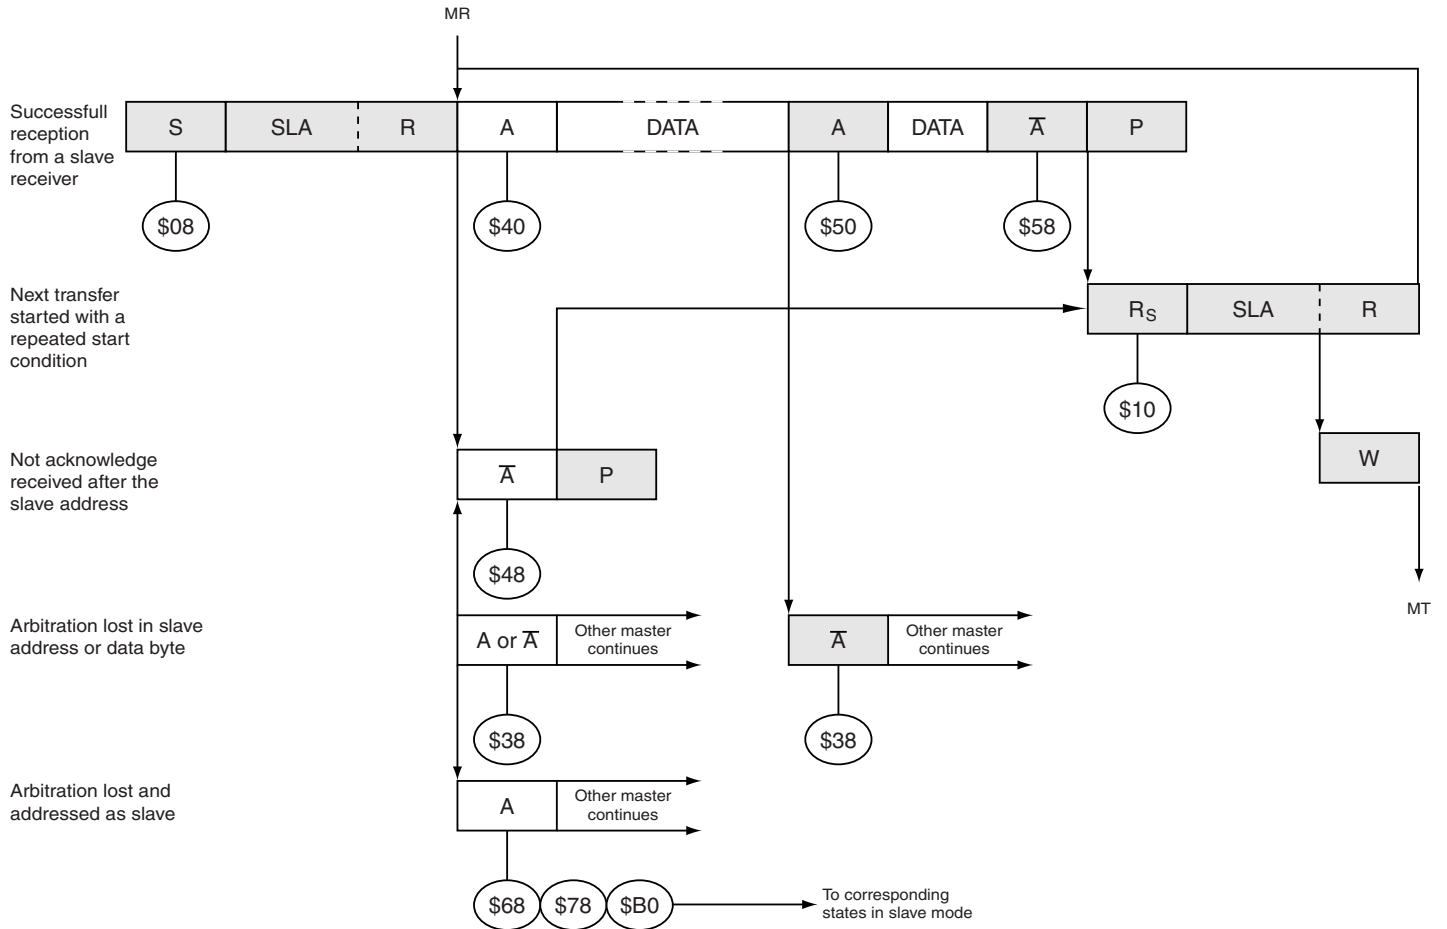 MR
Successfull
reception
from a slave
receiver
S SLA R A DATA A DATA A̅ P
$08 $40 $50 $58
Next transfer
started with a
repeated start
condition
RS SLA R
$10
Not acknowledge
received after the
slave address
A̅ P
W
$48
MT
Arbitration lost in slave
address or data byte
A or A̅ Other master
continues
A̅ Other master
continues
$38 $38
Arbitration lost and
addressed as slave
A Other master
continues
$68 $78 $B0 To corresponding
states in slave mode